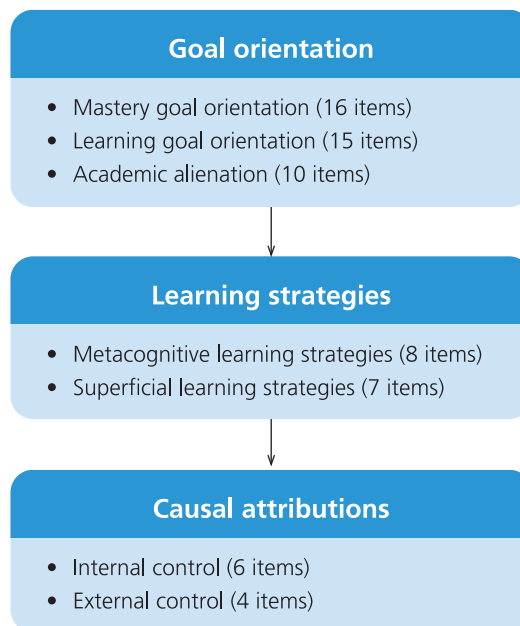 Goal orientation
• Mastery goal orientation (16 items)
• Learning goal orientation (15 items)
• Academic alienation (10 items)
Learning strategies
• Metacognitive learning strategies (8 items)
• Superficial learning strategies (7 items)
Causal attributions
• Internal control (6 items)
• External control (4 items)